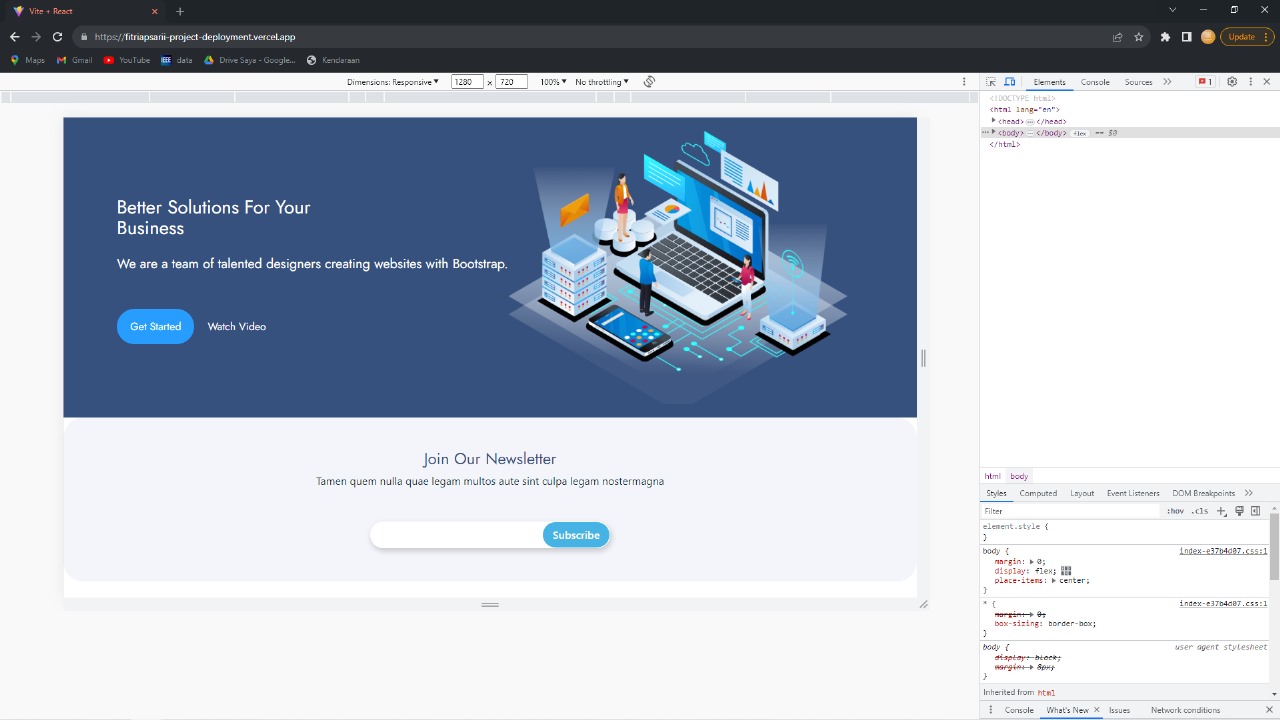 Vite + React
https://fitriapsarii-project-deployment.vercel.app
Update
Maps Gmail YouTube data Drive Saya - Google... Kendaraan
Dimensions: Responsive 1280 x 720 100% No throttling
Elements Console Sources 1
<!DOCTYPE html>
<html lang="en">
<head> </head>
<body> </body> flex == $0
</html>
Better Solutions For Your
Business
We are a team of talented designers creating websites with Bootstrap.
Get Started Watch Video
Join Our Newsletter
Tamen quem nulla quae legam multos aute sint culpa legam nostermagna
Subscribe
html body
Styles Computed Layout Event Listeners DOM Breakpoints
Filter :hov .cls
element.style {
}
body { index-e37b4d07.css:1
margin: 0;
display: flex;
place-items: center;
}
* { index-e37b4d07.css:1
margin: 0;
box-sizing: border-box;
}
body { user agent stylesheet
display: block;
margin: 8px;
}
Inherited from html
Console What's New Issues Network conditions